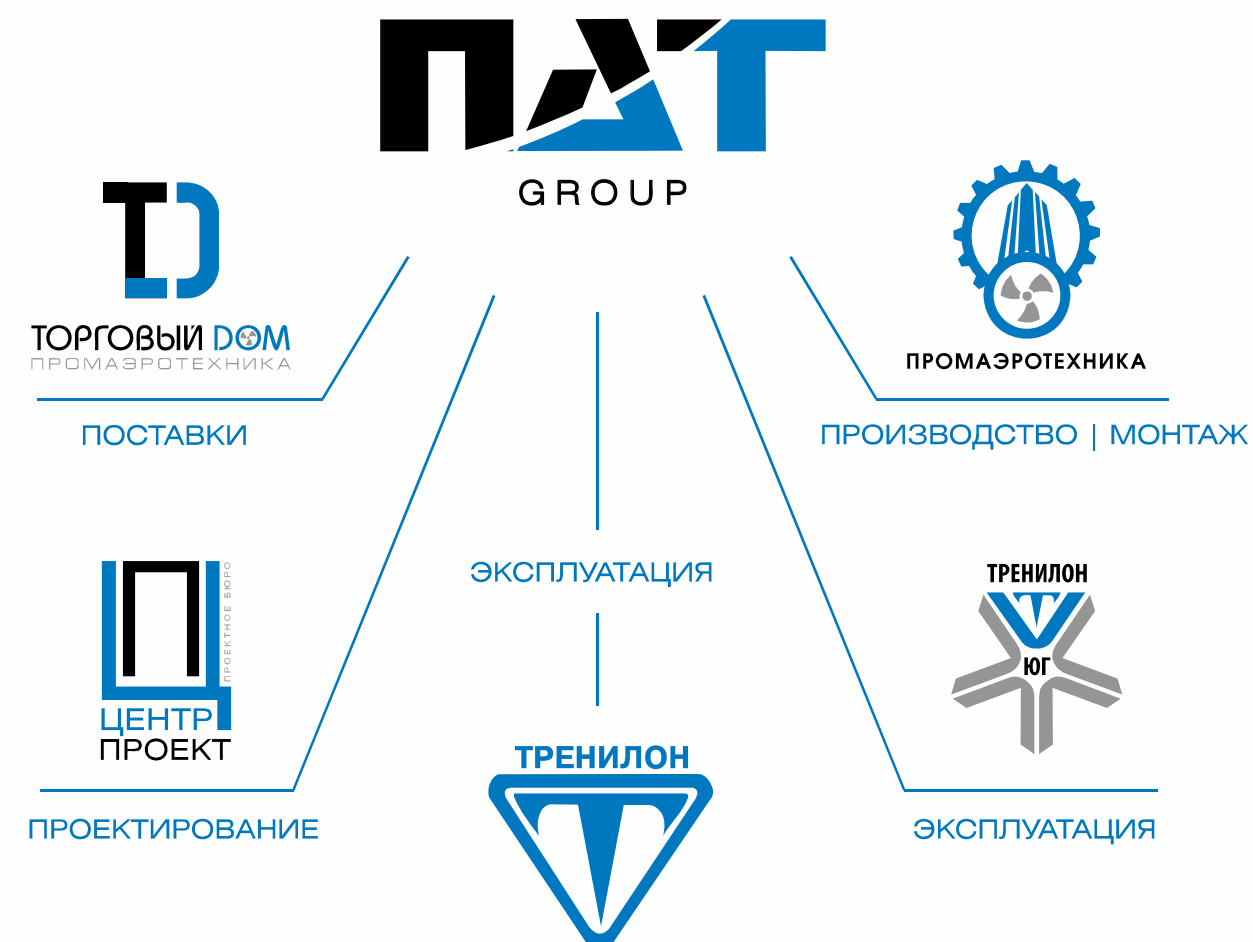 ПАТ
GROUP
TD
ТОРГОВЫЙ DOM
ПРОМАЭРОТЕХНИКА
ПОСТАВКИ
ПРОМАЭРОТЕХНИКА
ПРОИЗВОДСТВО | МОНТАЖ
ЭКСПЛУАТАЦИЯ
ПРОЕКТНОЕ БЮРО
ЦЕНТР
ПРОЕКТ
ПРОЕКТИРОВАНИЕ
ТРЕНИЛОН
ТРЕНИЛОН
ЮГ
ЭКСПЛУАТАЦИЯ